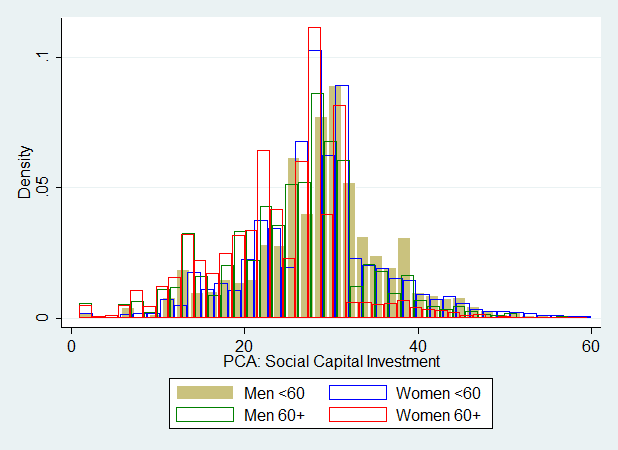 .1
.05
0
Density
0 20 40 60
PCA: Social Capital Investment
Men <60 Women <60
Men 60+ Women 60+